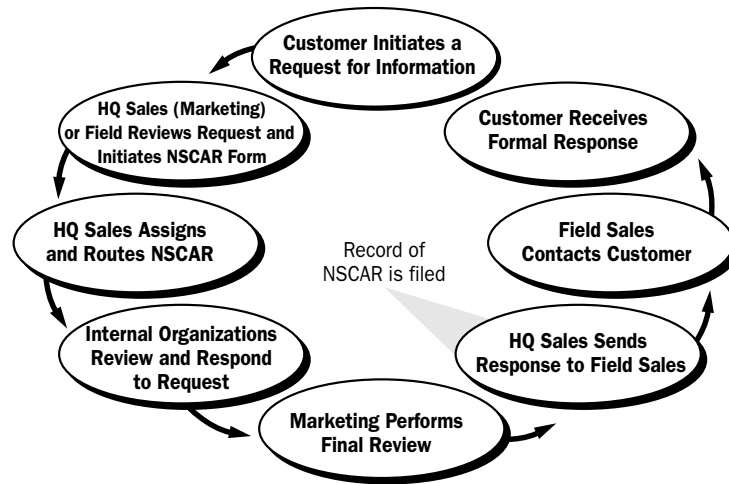 Customer Initiates a
Request for Information
HQ Sales (Marketing)
or Field Reviews Request and
Initiates NSCAR Form
HQ Sales Assigns
and Routes NSCAR
Internal Organizations
Review and Respond
to Request
Marketing Performs
Final Review
HQ Sales Sends
Response to Field Sales
Record of
NSCAR is filed
Field Sales
Contacts Customer
Customer Receives
Formal Response